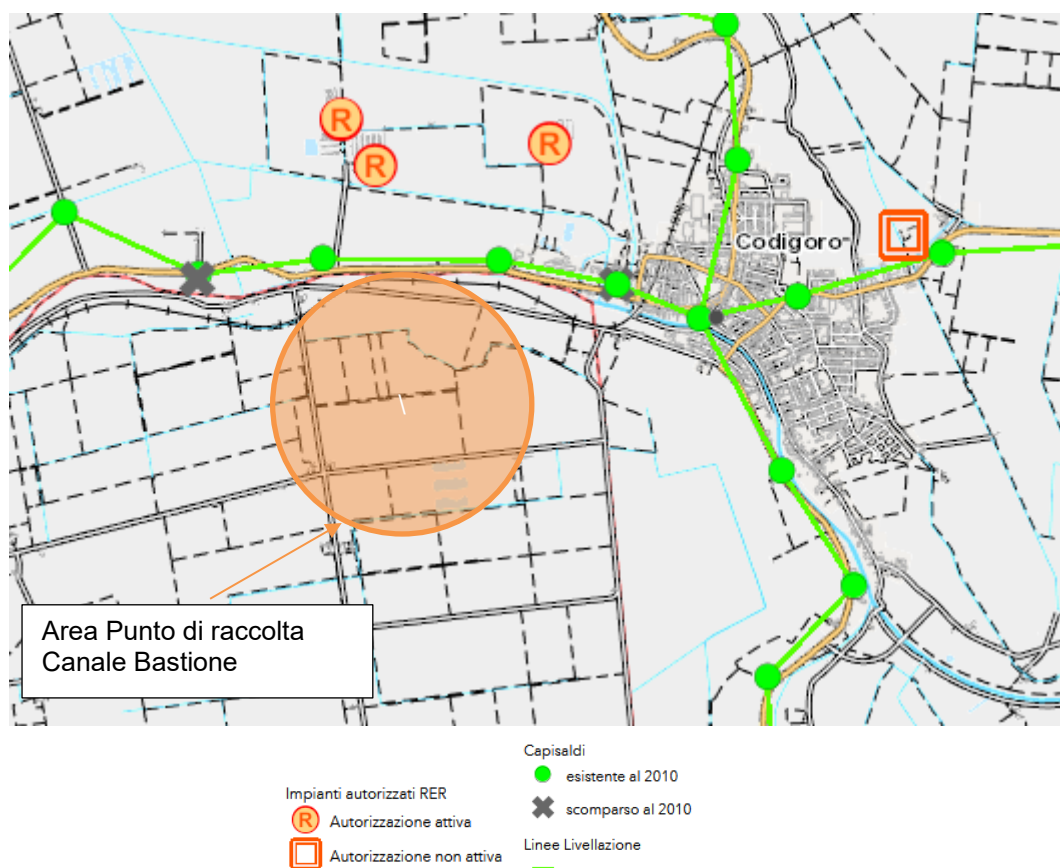 R
R
R
Codigoro
Area Punto di raccolta
Canale Bastione
Capisaldi
esistente al 2010
Impianti autorizzati RER
scomparso al 2010
R Autorizzazione attiva
Linee Livellazione
Autorizzazione non attiva